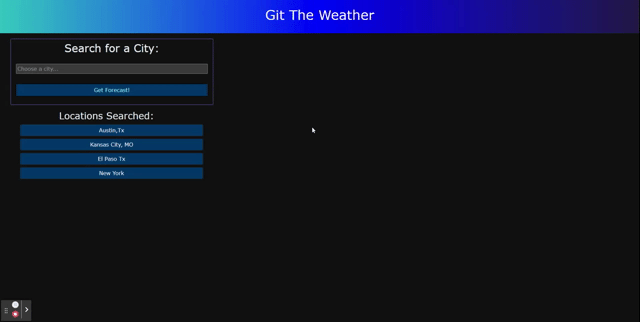 Git The Weather
Search for a City:
Choose a city...
Get Forecast!
Locations Searched:
Austin,Tx
Kansas City, MO
El Paso Tx
New York